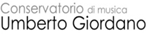 Conservatorio di musica
Umberto Giordano